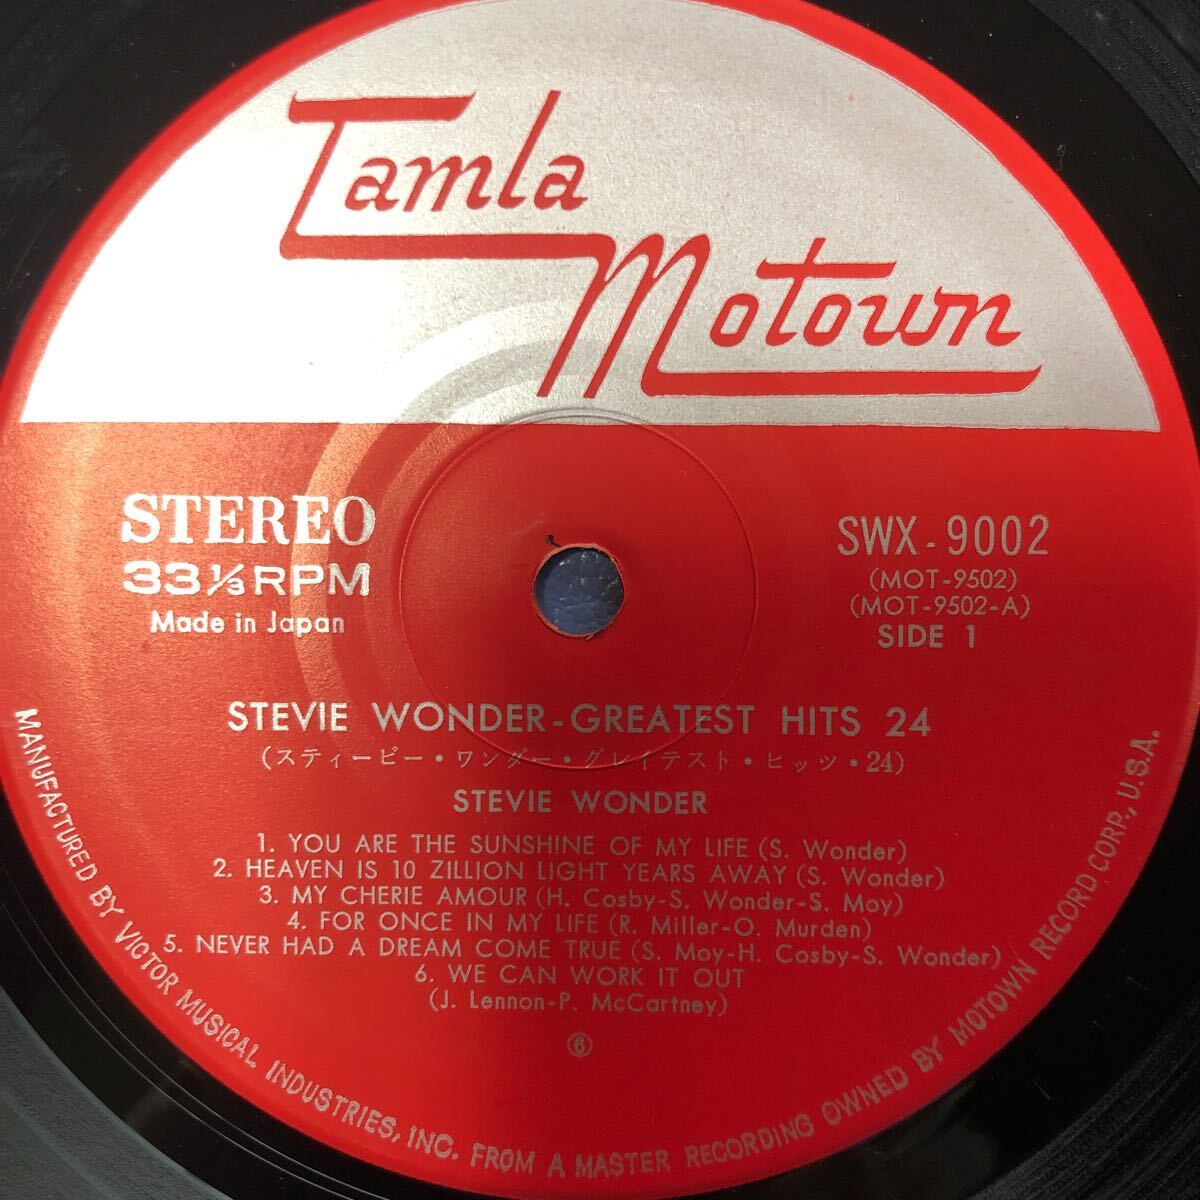 Tamla
Motown
STEREO
33 1/3 RPM
Made in Japan
SWX-9002
(MOT-9502)
(MOT-9502-A)
SIDE 1
STEVIE WONDER-GREATEST HITS 24
(スティービー・ワンダー・グレイテスト・ヒッツ・24)
STEVIE WONDER
1. YOU ARE THE SUNSHINE OF MY LIFE (S. Wonder)
2. HEAVEN IS 10 ZILLION LIGHT YEARS AWAY (S. Wonder)
3. MY CHERIE AMOUR (H. Cosby-S. Wonder-S. Moy)
4. FOR ONCE IN MY LIFE (R. Miller-O. Murden)
5. NEVER HAD A DREAM COME TRUE (S. Moy-H. Cosby-S. Wonder)
6. WE CAN WORK IT OUT
(J. Lennon-P. McCartney)
⑥
MANUFACTURED BY VICTOR MUSICAL INDUSTRIES, INC. FROM A MASTER RECORDING OWNED BY MOTOWN RECORD CORP., U.S.A.